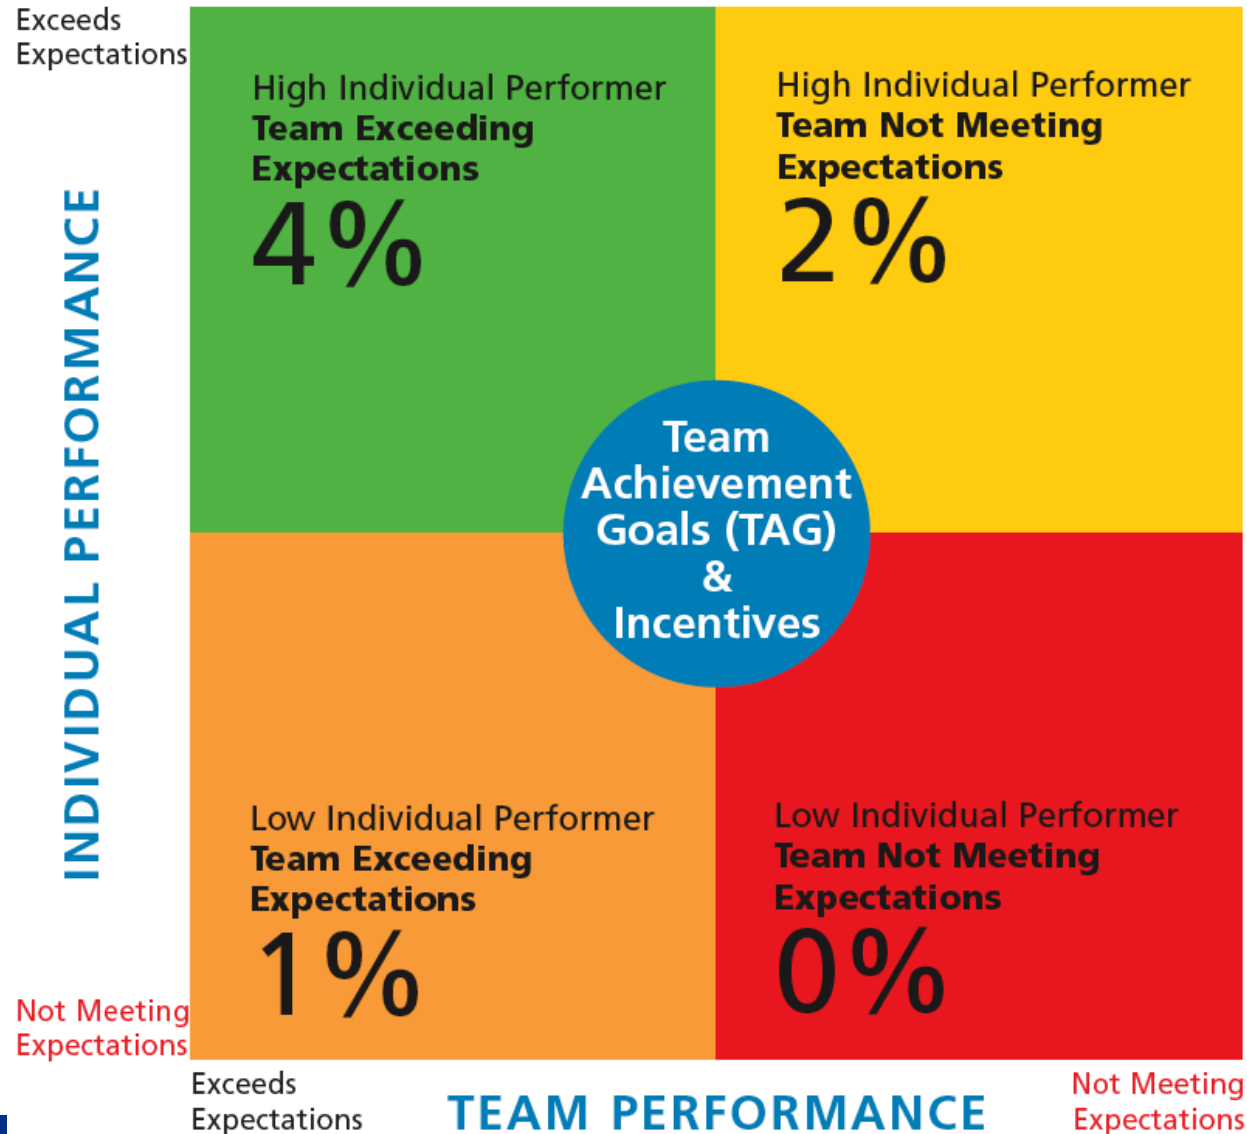 Exceeds
Expectations
High Individual Performer
Team Exceeding
Expectations
4%
High Individual Performer
Team Not Meeting
Expectations
2%
INDIVIDUAL PERFORMANCE
Team
Achievement
Goals (TAG)
&
Incentives
Low Individual Performer
Team Exceeding
Expectations
1%
Low Individual Performer
Team Not Meeting
Expectations
0%
Not Meeting
Expectations
Exceeds
Expectations
TEAM PERFORMANCE
Not Meeting
Expectations